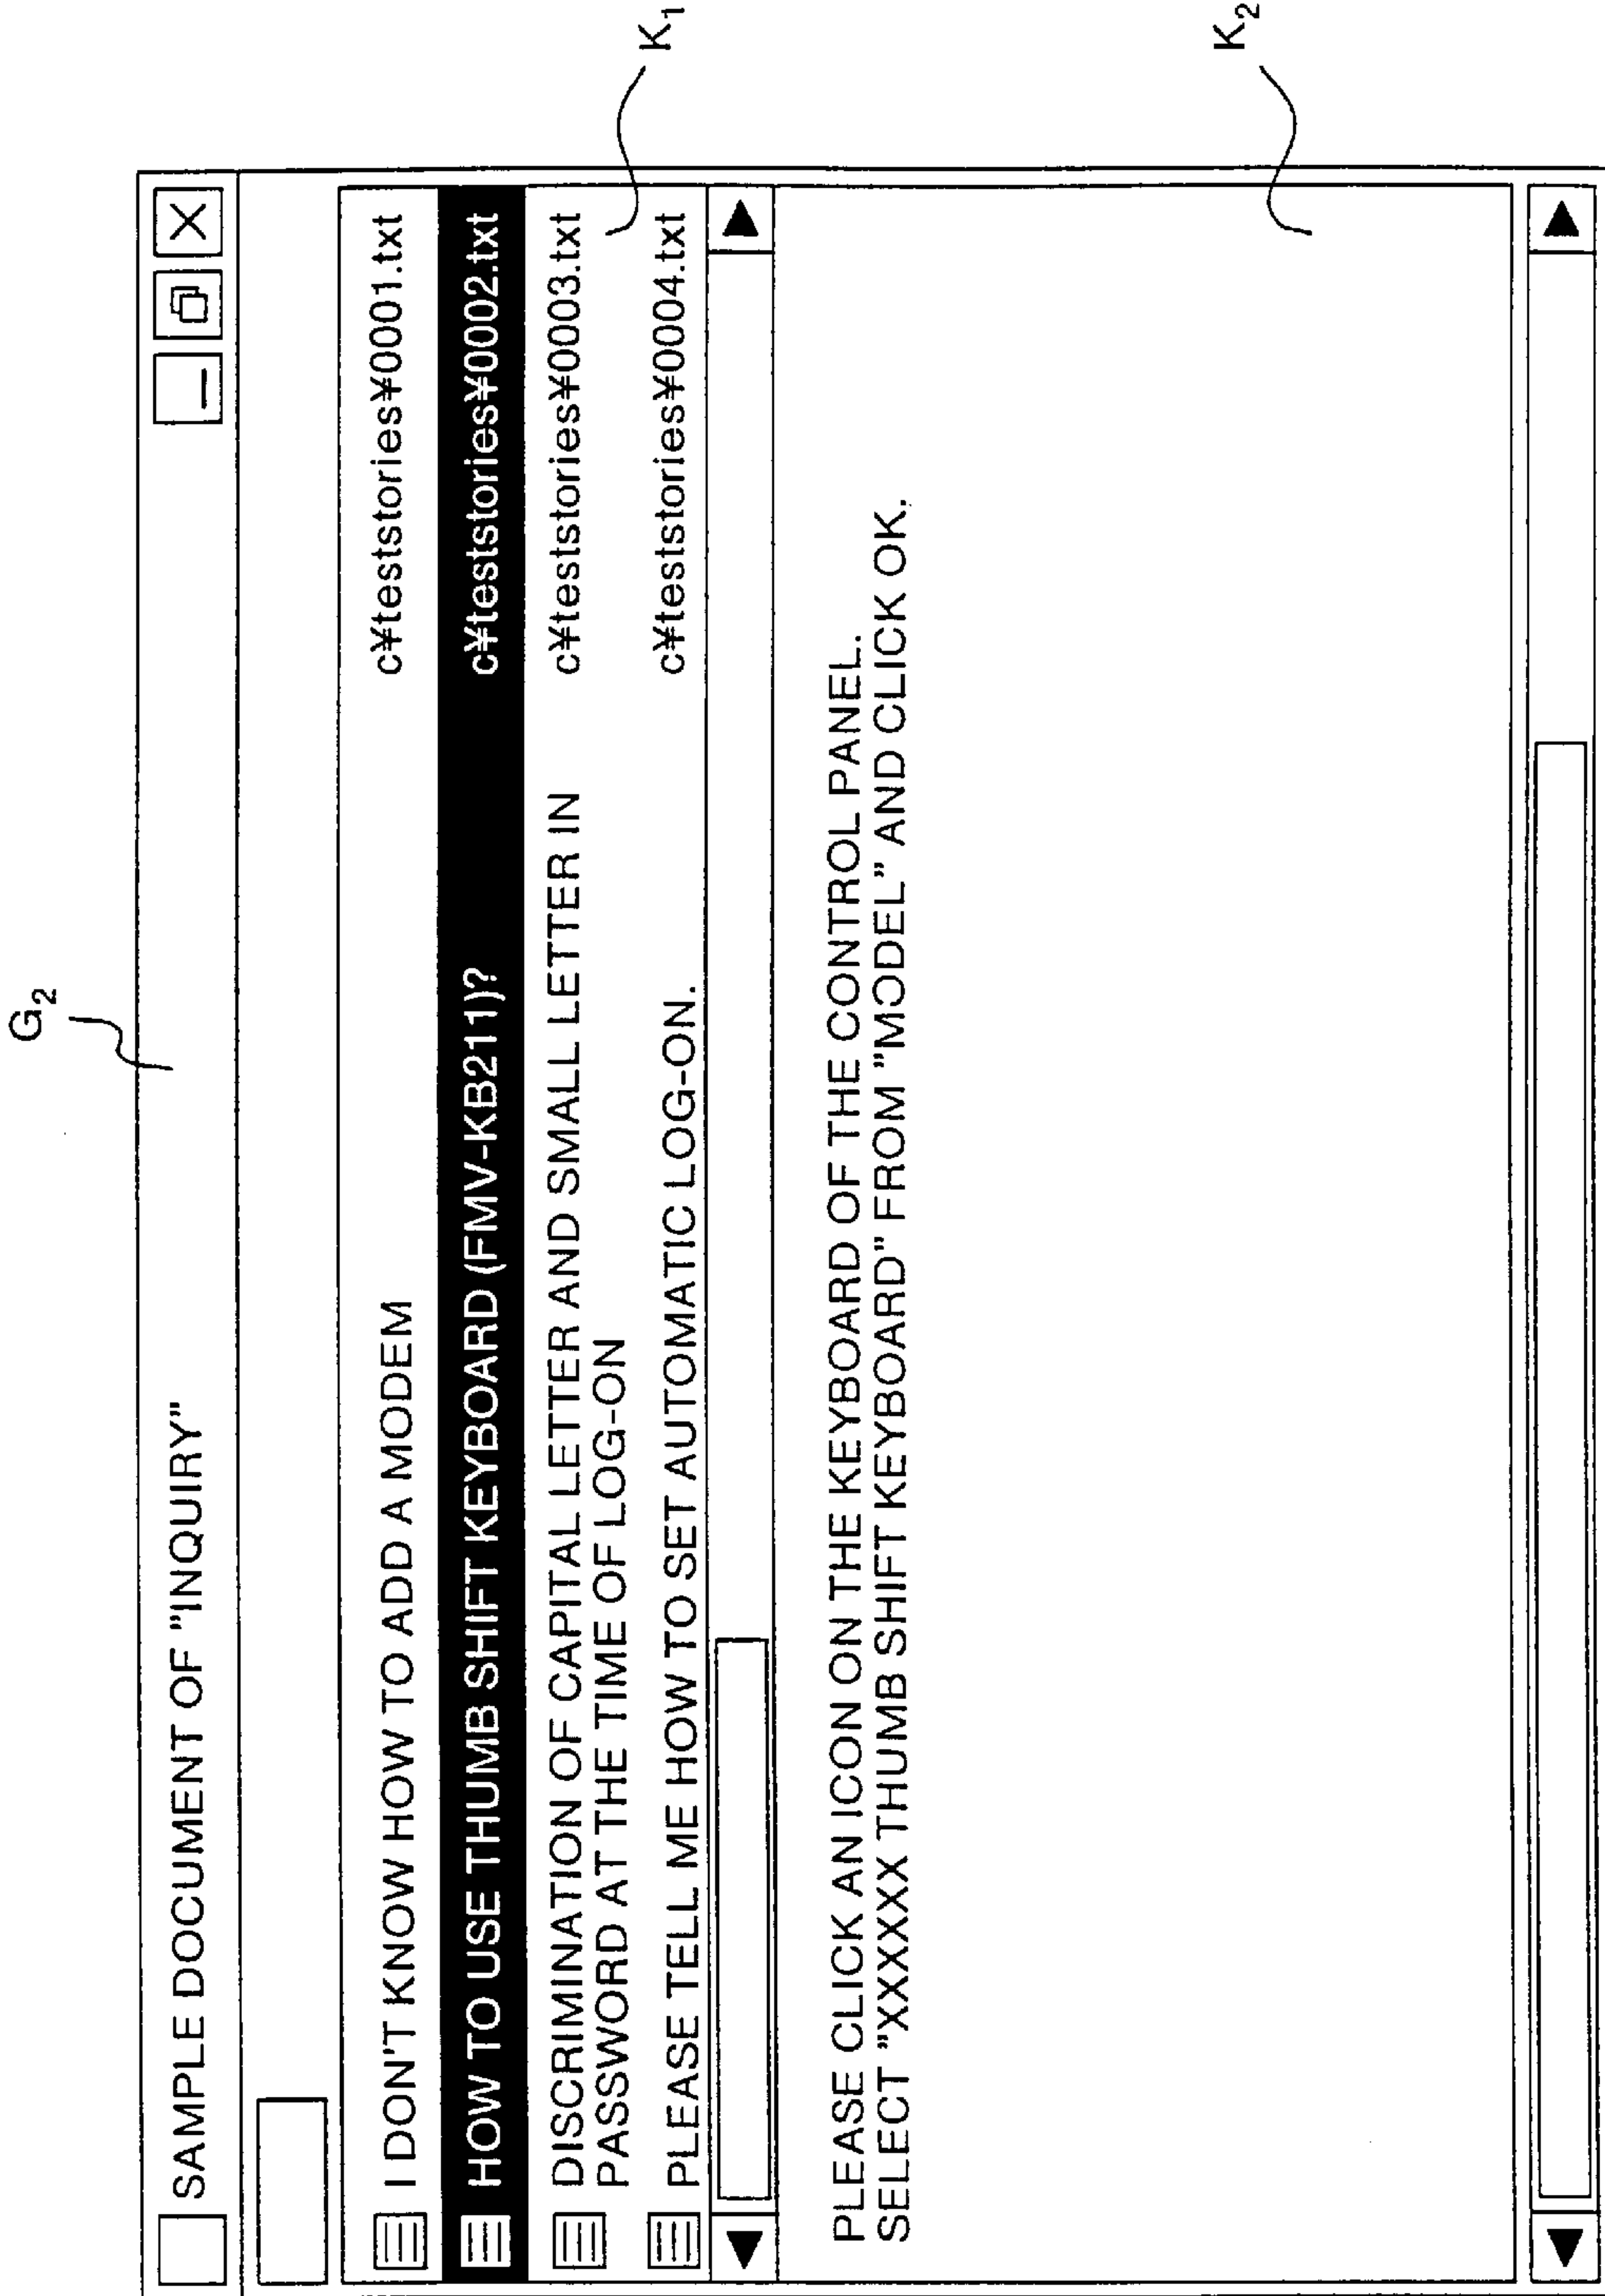 G2
SAMPLE DOCUMENT OF "INQUIRY"
I DON'T KNOW HOW TO ADD A MODEM c¥teststories¥0001.txt
HOW TO USE THUMB SHIFT KEYBOARD (FMV-KB211)? c¥teststories¥0002.txt
DISCRIMINATION OF CAPITAL LETTER AND SMALL LETTER IN c¥teststories¥0003.txt
PASSWORD AT THE TIME OF LOG-ON
K1
PLEASE TELL ME HOW TO SET AUTOMATIC LOG-ON. c¥teststories¥0004.txt
PLEASE CLICK AN ICON ON THE KEYBOARD OF THE CONTROL PANEL.
SELECT "XXXXXX THUMB SHIFT KEYBOARD" FROM "MODEL" AND CLICK OK.
K2